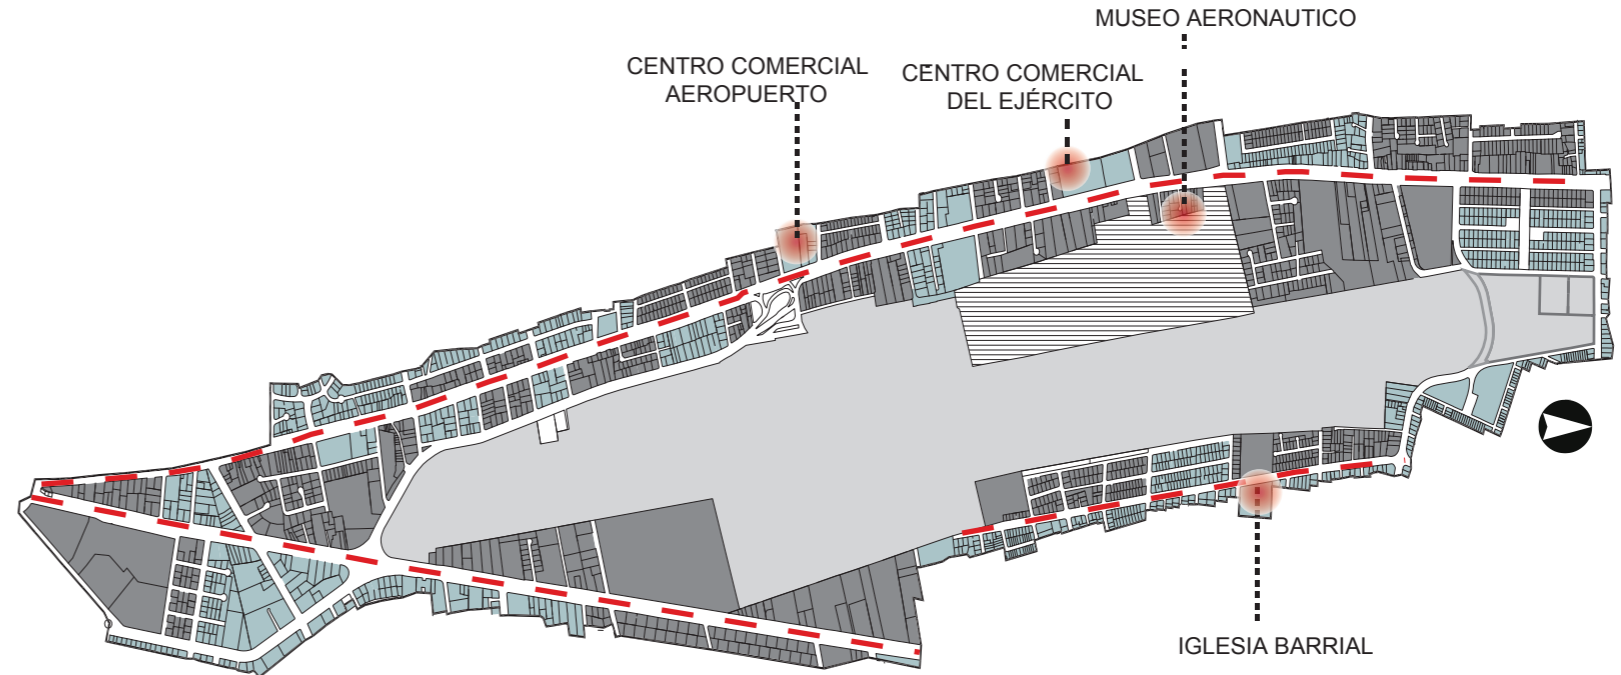 MUSEO AERONAUTICO
CENTRO COMERCIAL
AEROPUERTO
CENTRO COMERCIAL
DEL EJÉRCITO
IGLESIA BARRIAL